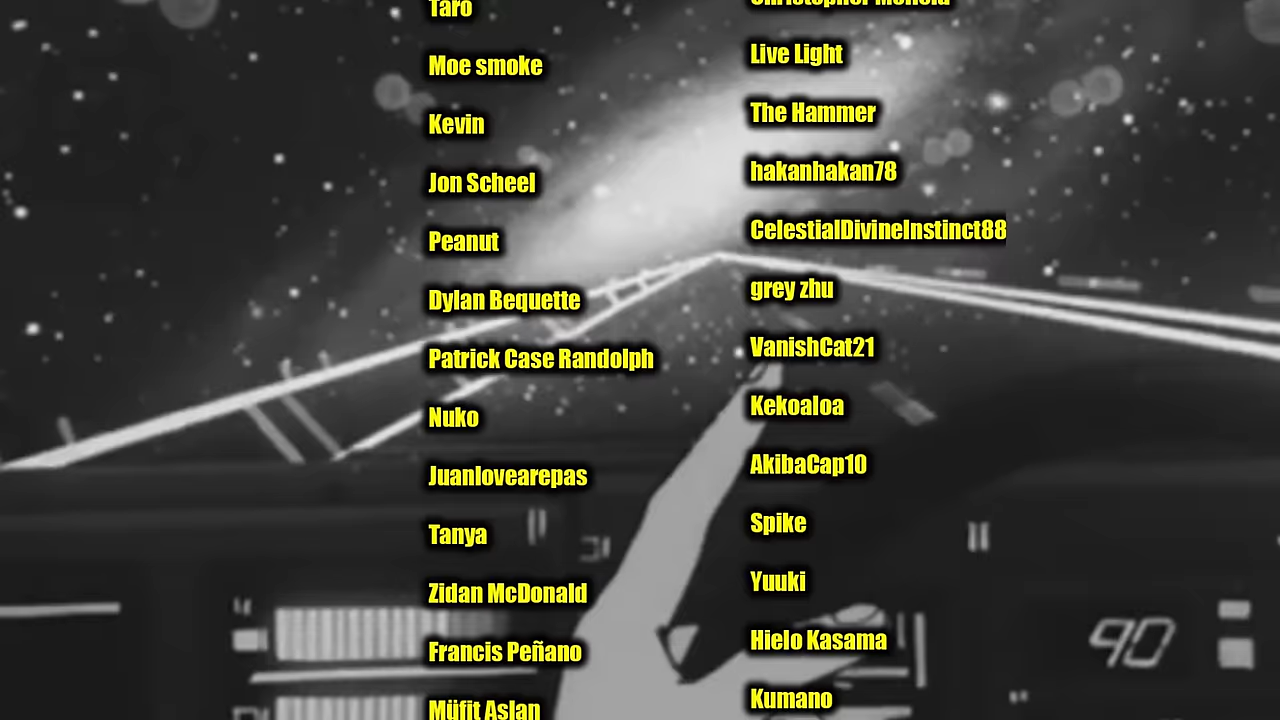 Taro
Moe smoke
Kevin
Jon Scheel
Peanut
Dylan Bequette
Patrick Case Randolph
Nuko
Juanlovearepas
Tanya
Zidan McDonald
Francis Peñano
Müfit Aslan
Christopher
Live Light
The Hammer
hakanhakan78
CelestialDivineInstinct88
grey zhu
VanishCat21
Kekoaloa
AkibaCap10
Spike
Yuuki
Hielo Kasama
Kumano
90